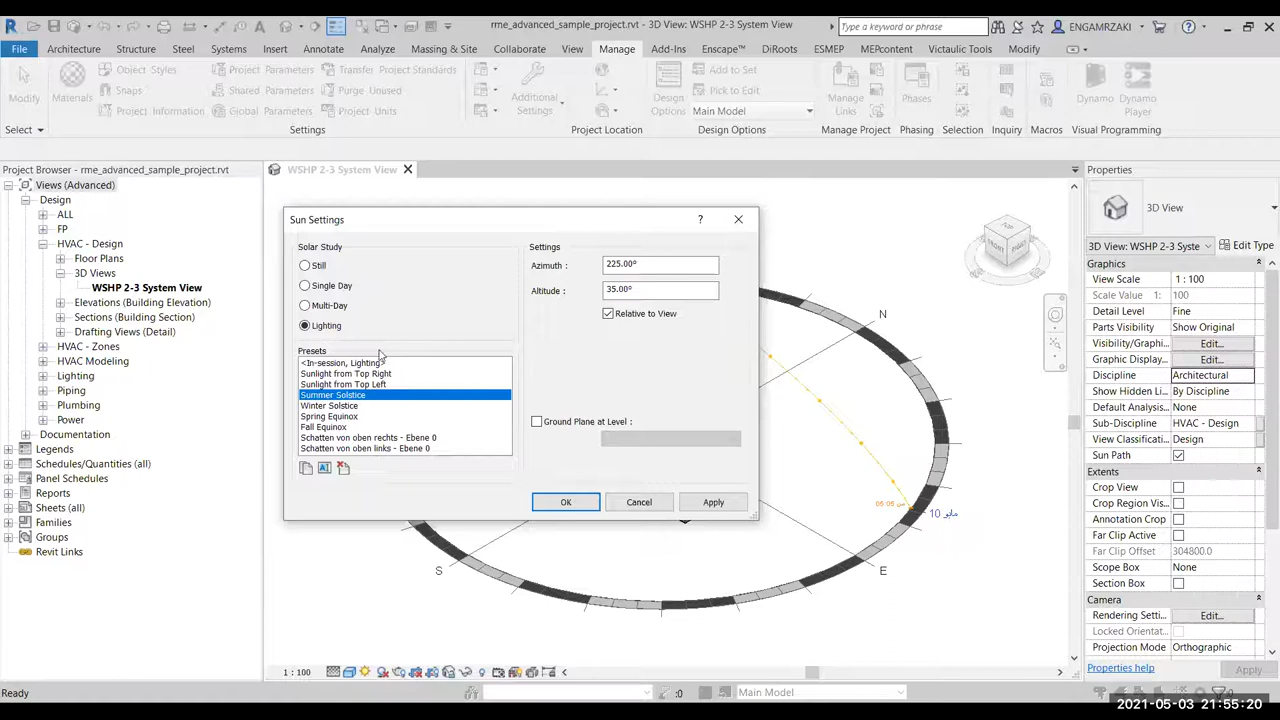 rme_advanced_sample_project.rvt - 3D View: WSHP 2-3 System View
Type a keyword or phrase
ENGAMRZAKI
File Architecture Structure Steel Systems Insert Annotate Analyze Massing & Site Collaborate View Manage Add-Ins Enscape™ DiRoots ESMEP MEPcontent Victaulic Tools Modify
Modify
Materials
Object Styles
Snaps
Project Information
Project Parameters
Shared Parameters
Global Parameters
Transfer Project Standards
Purge Unused
Project Units
Additional Settings
Design Options
Add to Set
Pick to Edit
Main Model
Manage Links
Phases
Dynamo
Dynamo Player
Select
Settings
Project Location
Design Options
Manage Project
Phasing
Selection
Inquiry
Macros
Visual Programming
Project Browser - rme_advanced_sample_project.rvt
Views (Advanced)
Design
ALL
FP
HVAC - Design
Floor Plans
3D Views
WSHP 2-3 System View
Elevations (Building Elevation)
Sections (Building Section)
Drafting Views (Detail)
HVAC - Zones
HVAC Modeling
Lighting
Piping
Plumbing
Power
Documentation
Legends
Schedules/Quantities (all)
Panel Schedules
Reports
Sheets (all)
Families
Groups
Revit Links
WSHP 2-3 System View
Sun Settings
Solar Study
Still
Single Day
Multi-Day
Lighting
Presets
<In-session, Lighting>
Sunlight from Top Right
Sunlight from Top Left
Summer Solstice
Winter Solstice
Spring Equinox
Fall Equinox
Schatten von oben rechts - Ebene 0
Schatten von oben links - Ebene 0
Settings
Azimuth : 225.00°
Altitude : 35.00°
Relative to View
Ground Plane at Level :
OK Cancel Apply
TOP
FRONT
RIGHT
N
S
E
05:05 ص
10 مايو
Properties
3D View
3D View: WSHP 2-3 Syste Edit Type
Graphics
View Scale 1 : 100
Scale Value 1: 100
Detail Level Fine
Parts Visibility Show Original
Visibility/Graphi... Edit...
Graphic Display... Edit...
Discipline Architectural
Show Hidden Li... By Discipline
Default Analysi... None
Sub-Discipline HVAC - Design
View Classificati... Design
Sun Path
Extents
Crop View
Crop Region Vis...
Annotation Crop
Far Clip Active
Far Clip Offset 304800.0
Scope Box None
Section Box
Camera
Rendering Setti... Edit...
Locked Orientat...
Projection Mode Orthographic
Properties help Apply
1 : 100
Ready
:0
Main Model
2021-05-03 21:55:20